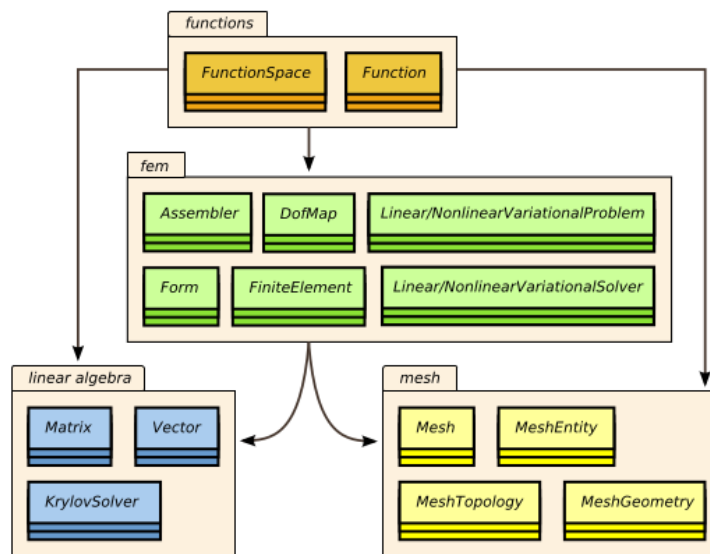 functions
FunctionSpace
Function
fem
Assembler
DofMap
Linear/NonlinearVariationalProblem
Form
FiniteElement
Linear/NonlinearVariationalSolver
linear algebra
Matrix
Vector
KrylovSolver
mesh
Mesh
MeshEntity
MeshTopology
MeshGeometry